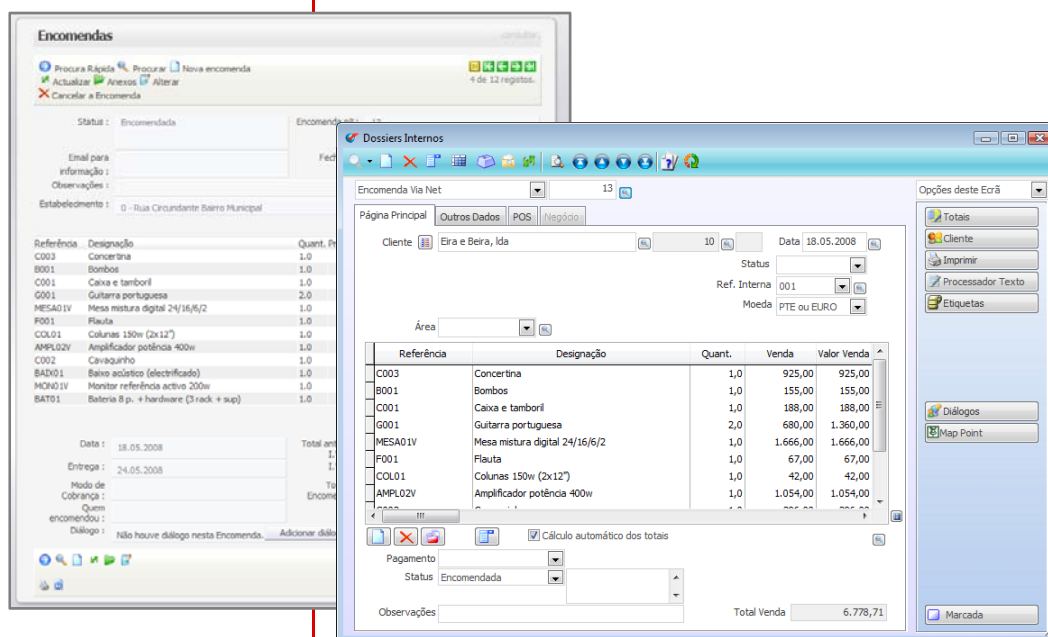 Encomendas
consultar
Procura Rápida Procurar Nova encomenda
Actualizar Anexos Alterar
Cancelar a Encomenda
4 de 12 registos.
Status : Encomendada
Email para
informação :
Observações :
Estabelecimento : 0 - Rua Circundante Bairro Municipal
Referência Designação Quant.
C003 Concertina 1.0
B001 Bombos 1.0
C001 Caixa e tamboril 1.0
G001 Guitarra portuguesa 2.0
MESA01V Mesa mistura digital 24/16/6/2 1.0
F001 Flauta 1.0
COL01 Colunas 150w (2x12") 1.0
AMPL02V Amplificador potência 400w 1.0
C002 Cavaquinho 1.0
BAIX01 Baixo acústico (electrificado) 1.0
MON01V Monitor referência activo 200w 1.0
BAT01 Bateria 8 p. + hardware (3 rack + sup) 1.0
Data : 18.05.2008
Entrega : 24.05.2008
Modo de
Cobrança :
Quem
encomendou :
Diálogo : Não houve diálogo nesta Encomenda.
Dossiers Internos
Encomenda Via Net 13
Opções deste Ecrã
Página Principal Outros Dados POS Negócio
Cliente Eira e Beira, lda 10 Data 18.05.2008
Status
Ref. Interna 001
Moeda PTE ou EURO
Área
Referência Designação Quant. Venda Valor Venda
C003 Concertina 1,0 925,00 925,00
B001 Bombos 1,0 155,00 155,00
C001 Caixa e tamboril 1,0 188,00 188,00
G001 Guitarra portuguesa 2,0 680,00 1.360,00
MESA01V Mesa mistura digital 24/16/6/2 1,0 1.666,00 1.666,00
F001 Flauta 1,0 67,00 67,00
COL01 Colunas 150w (2x12") 1,0 42,00 42,00
AMPL02V Amplificador potência 400w 1,0 1.054,00 1.054,00
Cálculo automático dos totais
Pagamento
Status Encomendada
Observações
Total Venda 6.778,71
Totais
Cliente
Imprimir
Processador Texto
Etiquetas
Diálogos
Map Point
Marcada